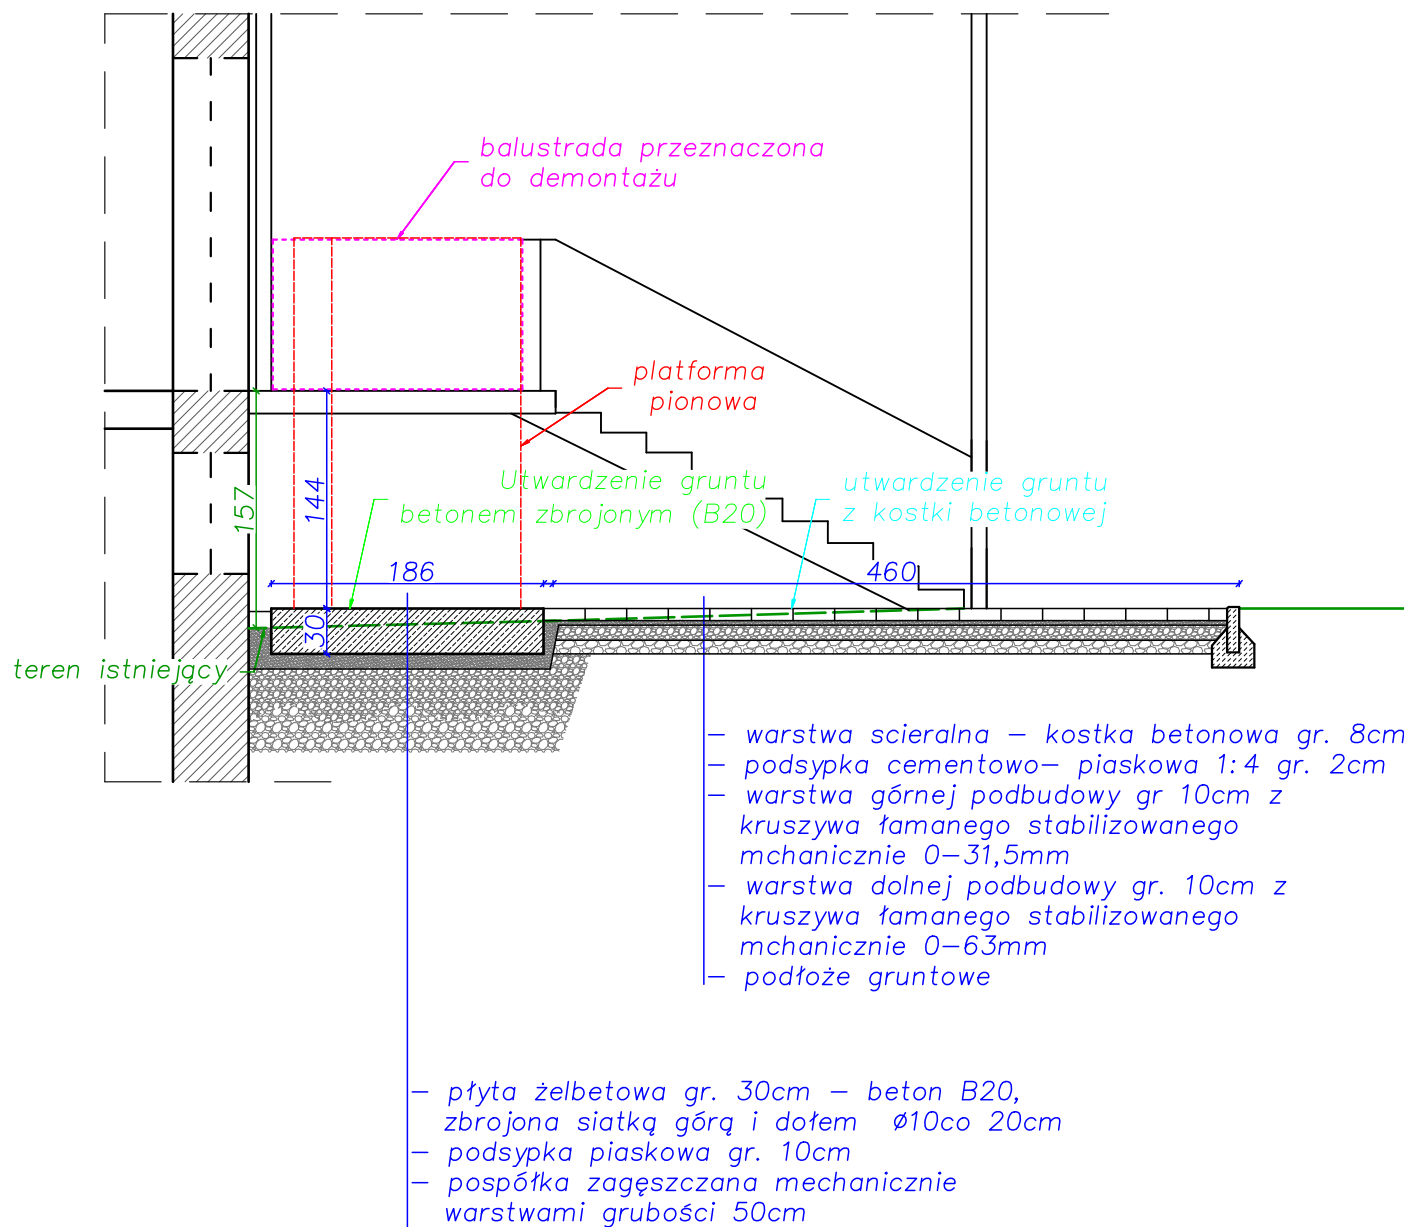 balustrada przeznaczona
do demontażu
platforma
pionowa
Utwardzenie gruntu
betonem zbrojonym (B20)
utwardzenie gruntu
z kostki betonowej
157
144
186
460
30
teren istniejący
– warstwa scieralna – kostka betonowa gr. 8cm
– podsypka cementowo– piaskowa 1:4 gr. 2cm
– warstwa górnej podbudowy gr 10cm z
kruszywa łamanego stabilizowanego
mchanicznie 0–31,5mm
– warstwa dolnej podbudowy gr. 10cm z
kruszywa łamanego stabilizowanego
mchanicznie 0–63mm
– podłoże gruntowe
– płyta żelbetowa gr. 30cm – beton B20,
zbrojona siatką górą i dołem ø10co 20cm
– podsypka piaskowa gr. 10cm
– pospółka zagęszczana mechanicznie
warstwami grubości 50cm